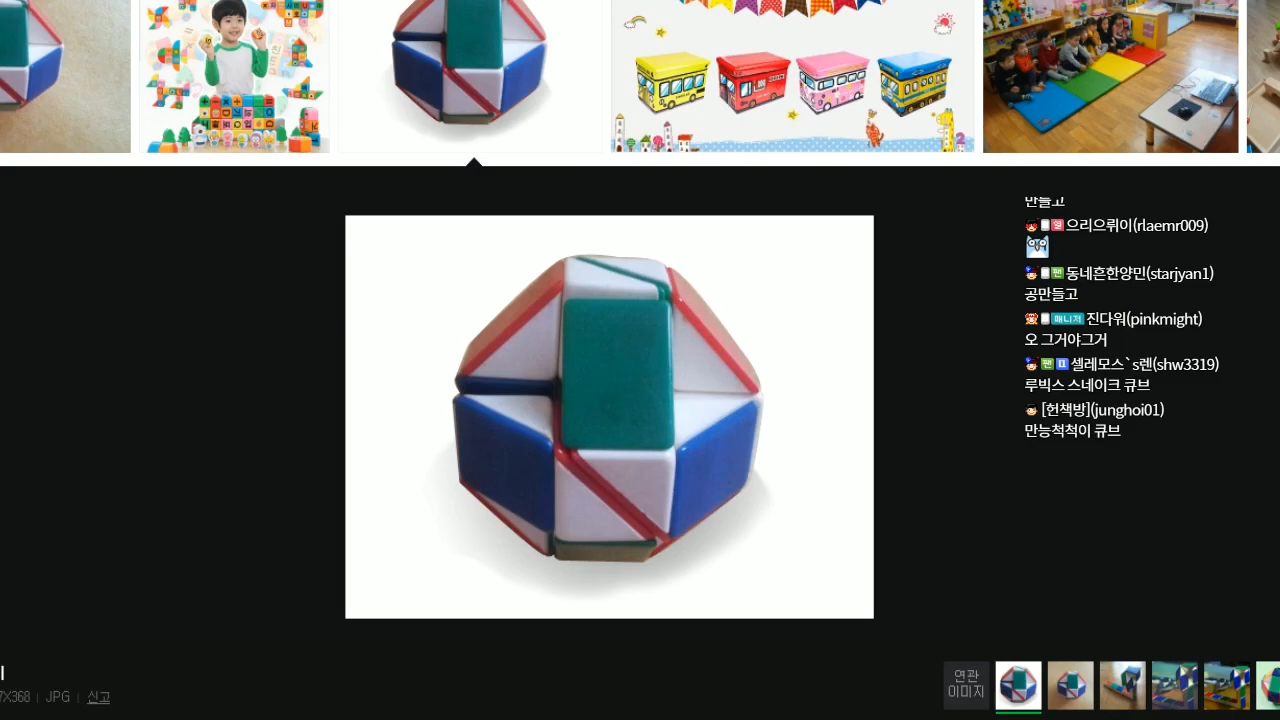 만들고
열 으리으뤼이(rlaemr009)
팬 동네흔한양민(starjyan1)
공만들고
매니저 진다워(pinkmight)
오 그거야그거
팬 셀레모스`s렌(shw3319)
루빅스 스네이크 큐브
[헌책방](junghoi01)
만능척척이 큐브
7X368 | JPG | 신고
연관
이미지